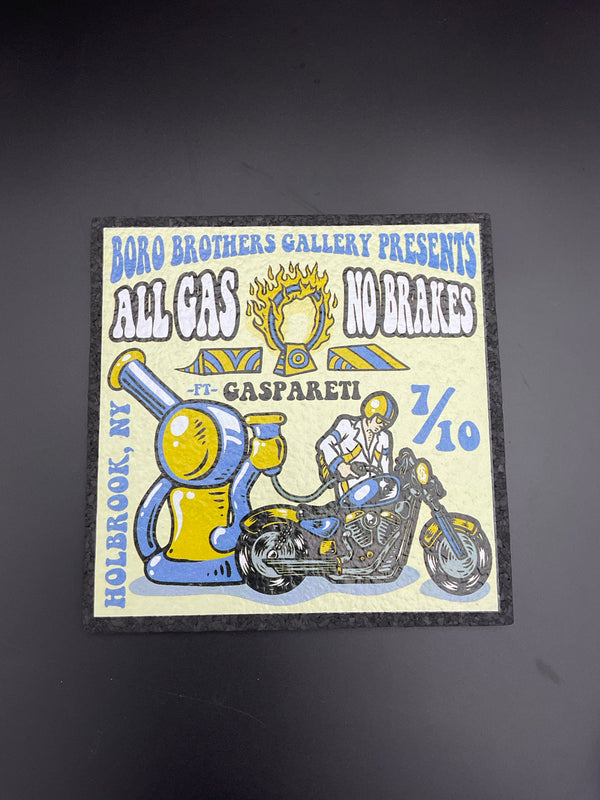 BORO BROTHERS GALLERY PRESENTS
ALL GAS NO BRAKES
-FT- GASPARETI
7/10
HOLBROOK, NY